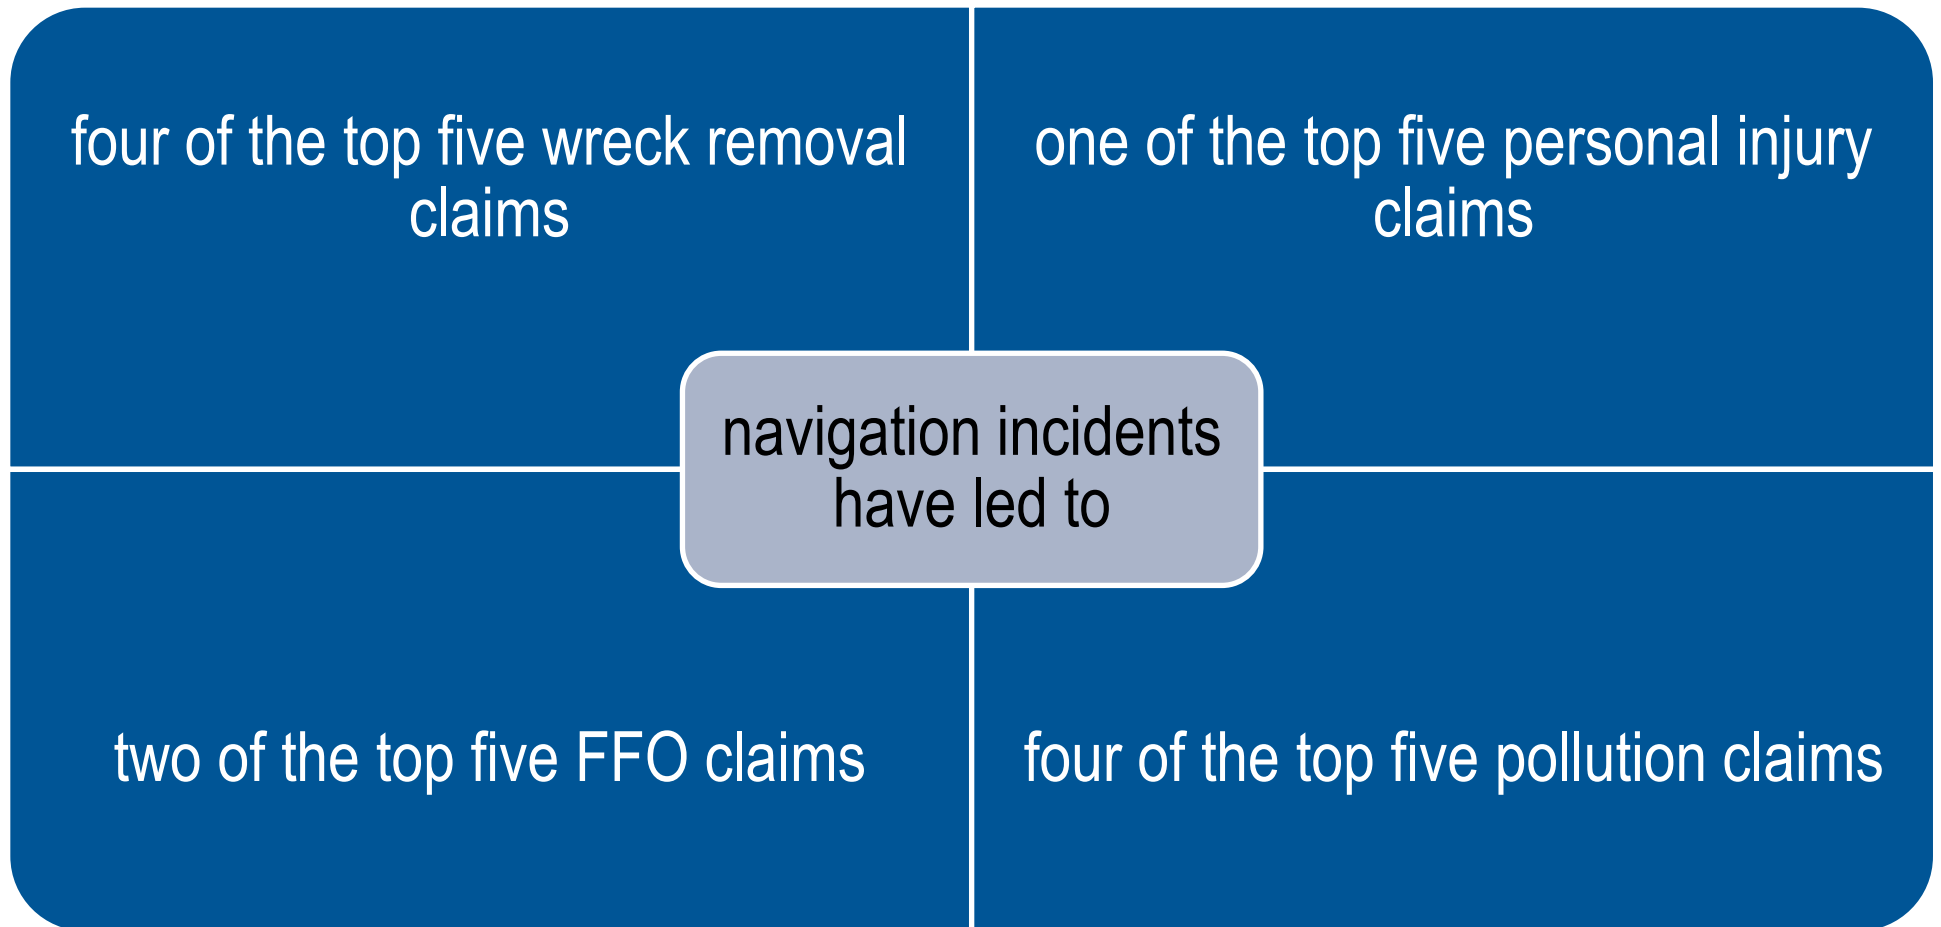 four of the top five wreck removal
claims
one of the top five personal injury
claims
navigation incidents
have led to
two of the top five FFO claims
four of the top five pollution claims